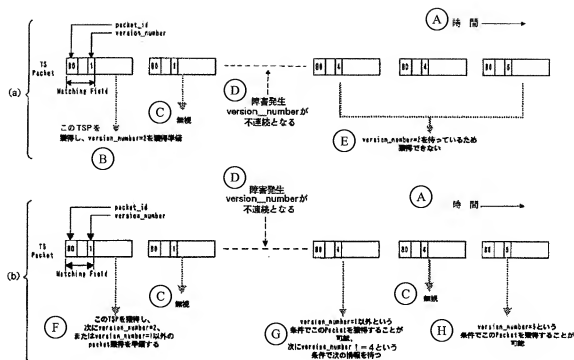 A 時間
packet_id
version_number
TS
Packet
80 1
80 1
80 4
80 4
80 5
Matching Field
(a)
D
障害発生
version__numberが
不連続となる
C
無視
このTSPを
獲得し、version_number=2を獲得準備
B
E
version_number=2を待っているため
獲得できない
D
障害発生
version__numberが
不連続となる
A
時間
packet_id
version_number
TS
Packet
80 1
80 1
80 4
80 4
80 5
Matching Field
(b)
C
無視
C
無視
F
このTSPを獲得し、
次にversion_number=2、
またはversion_number=1以外の
packet獲得を準備する
G
version_number=1以外という
条件でこのPacketを獲得することが
可能、
次にversion_number != 4という
条件で次の情報を待つ
H
version_number=5という
条件でこのPacketを獲得することが
可能